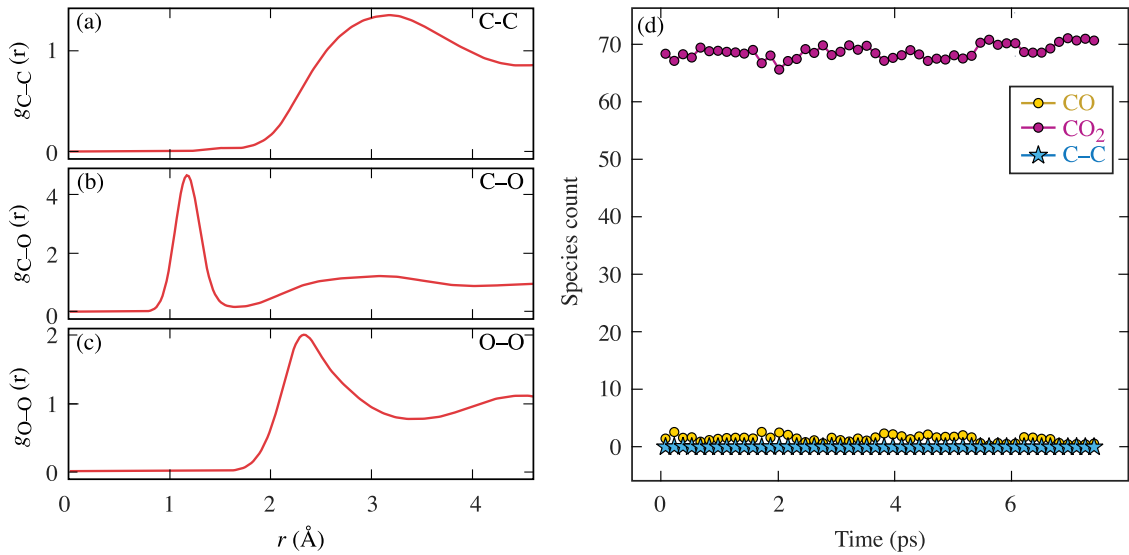 (a)
C-C
1
0
g_C–C (r)
(b)
C–O
4
2
0
g_C–O (r)
(c)
O–O
2
1
0
g_O–O (r)
0 1 2 3 4
r (Å)
(d)
70
60
50
40
30
20
10
0
Species count
CO
CO₂
C–C
0 2 4 6
Time (ps)